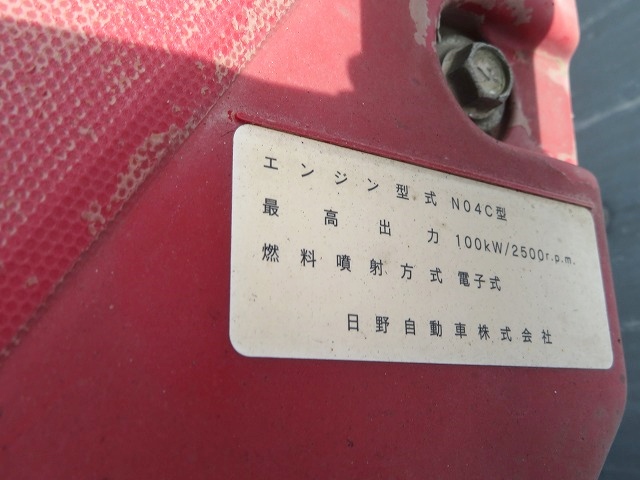 エンジン型式 N04C型
最高出力 100kW/2500r.p.m.
燃料噴射方式 電子式
日野自動車株式会社